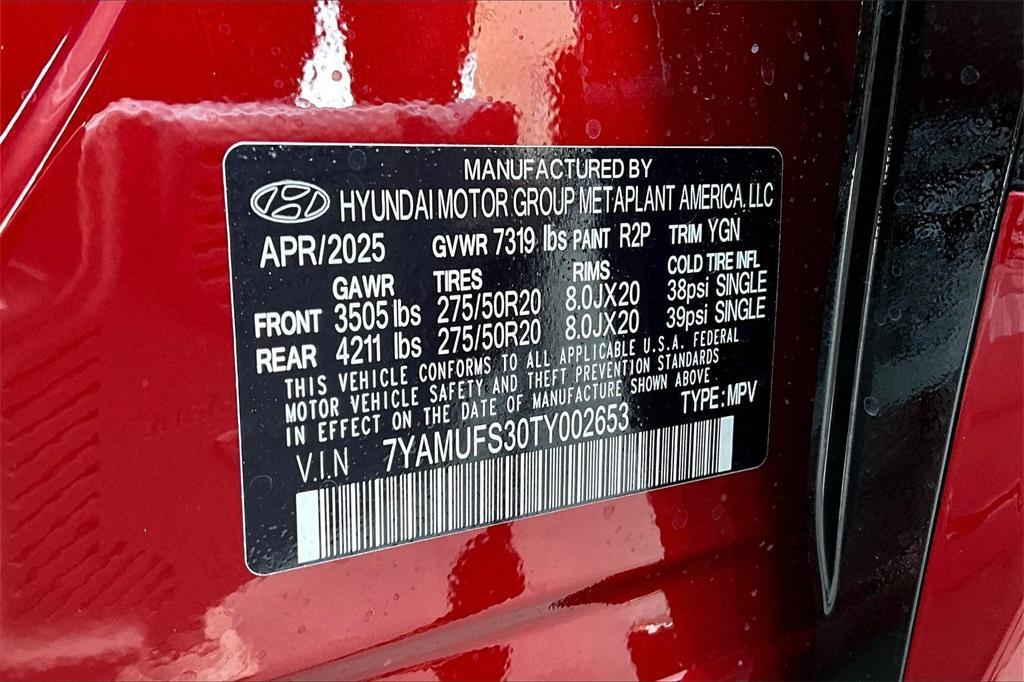 MANUFACTURED BY
HYUNDAI MOTOR GROUP METAPLANT AMERICA, LLC
APR/2025 GVWR 7319 lbs PAINT R2P TRIM YGN
GAWR TIRES RIMS COLD TIRE INFL
FRONT 3505 lbs 275/50R20 8.0JX20 38psi SINGLE
REAR 4211 lbs 275/50R20 8.0JX20 39psi SINGLE
THIS VEHICLE CONFORMS TO ALL APPLICABLE U.S.A. FEDERAL
MOTOR VEHICLE SAFETY AND THEFT PREVENTION STANDARDS
IN EFFECT ON THE DATE OF MANUFACTURE SHOWN ABOVE.
V.I.N 7YAMUFS30TY002653 TYPE: MPV